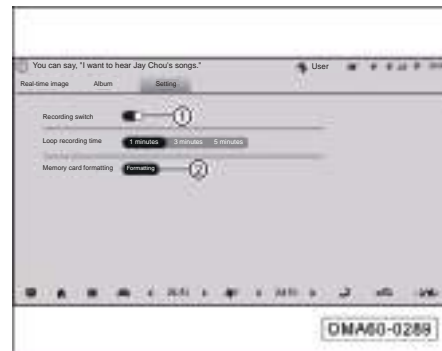 You can say, "I want to hear Jay Chou's songs." User
Real-time image Album Setting
Recording switch 1
Loop recording time 1 minutes 3 minutes 5 minutes
Memory card formatting Formatting 2
DMA60-0289